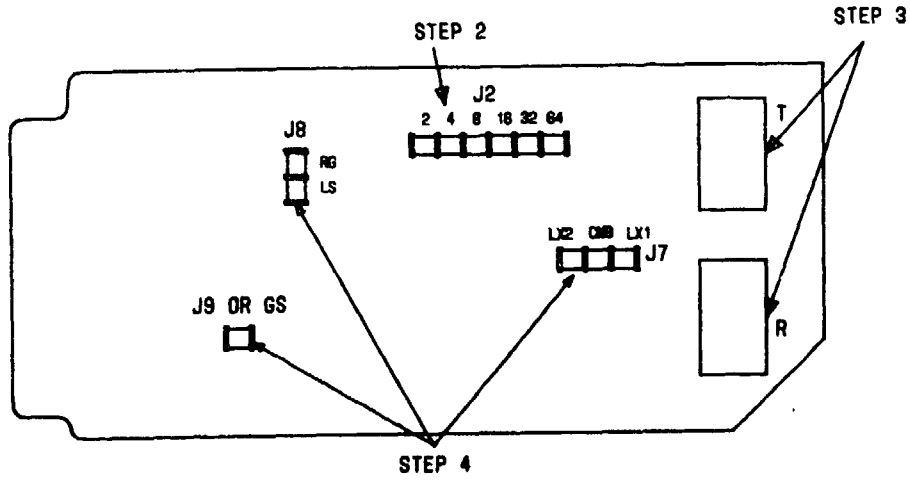 STEP 3
STEP 2
J2
2 4 8 16 32 64
T
J8
RG
LS
LX2 CMB LX1
J7
J9 OR GS
R
STEP 4